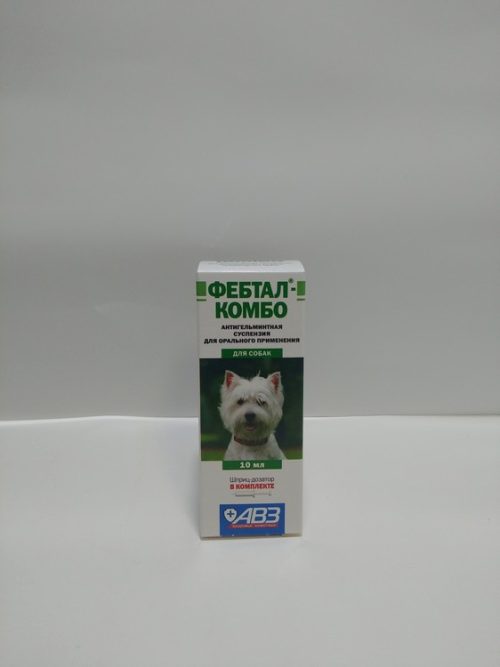 ФЕБТАЛ®-
КОМБО
АНТИГЕЛЬМИНТНАЯ
СУСПЕНЗИЯ
ДЛЯ ОРАЛЬНОГО ПРИМЕНЕНИЯ
ДЛЯ СОБАК
10 мл
Шприц-дозатор
В КОМПЛЕКТЕ
АВЗ